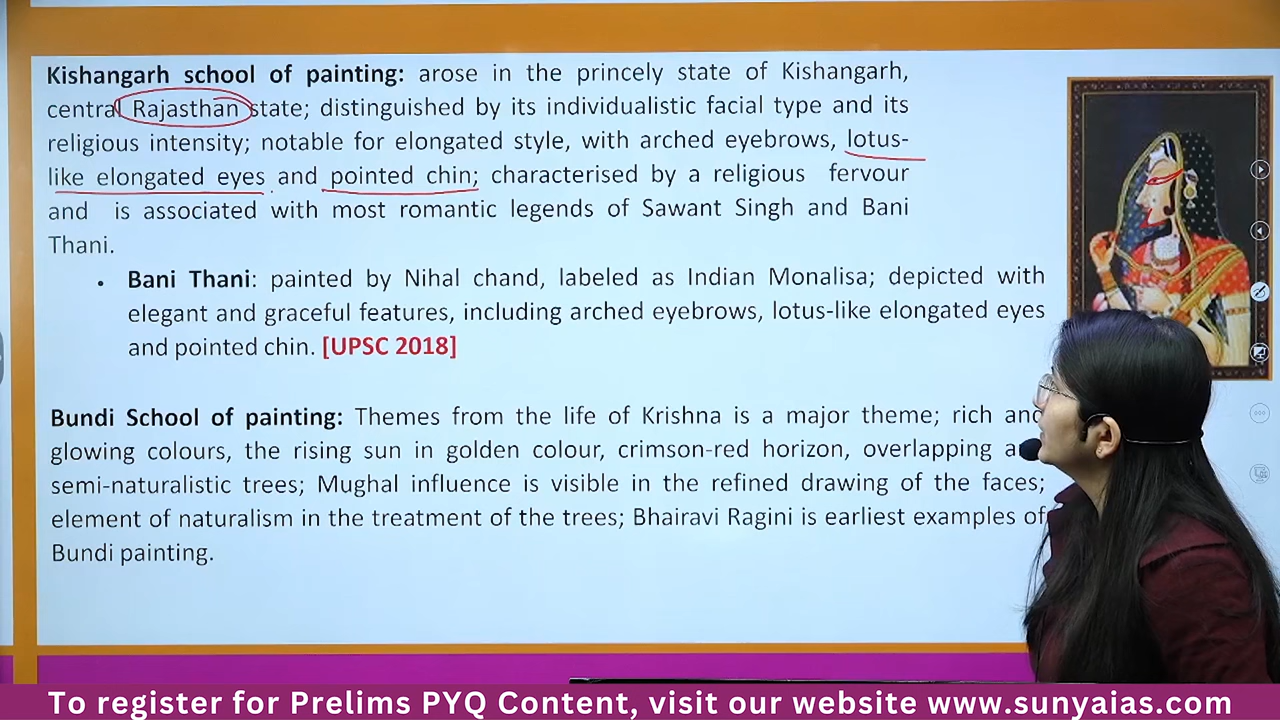 Kishangarh school of painting: arose in the princely state of Kishangarh,
central Rajasthan state; distinguished by its individualistic facial type and its
religious intensity; notable for elongated style, with arched eyebrows, lotus-
like elongated eyes and pointed chin; characterised by a religious fervour
and is associated with most romantic legends of Sawant Singh and Bani
Thani.
• Bani Thani: painted by Nihal chand, labeled as Indian Monalisa; depicted with
elegant and graceful features, including arched eyebrows, lotus-like elongated eyes
and pointed chin. [UPSC 2018]
Bundi School of painting: Themes from the life of Krishna is a major theme; rich and
glowing colours, the rising sun in golden colour, crimson-red horizon, overlapping
semi-naturalistic trees; Mughal influence is visible in the refined drawing of the faces;
element of naturalism in the treatment of the trees; Bhairavi Ragini is earliest examples of
Bundi painting.
To register for Prelims PYQ Content, visit our website www.sunyaias.com